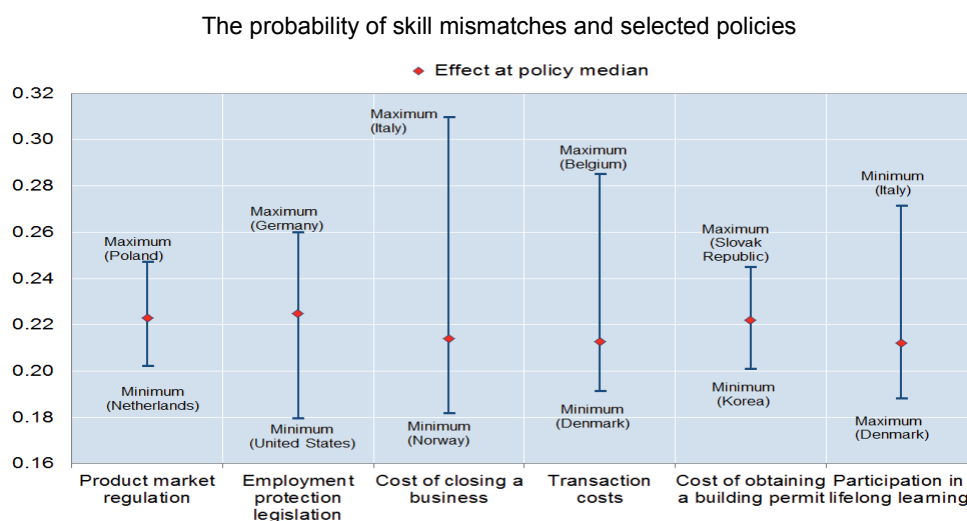 The probability of skill mismatches and selected policies
Effect at policy median
0.32
0.30
0.28
0.26
0.24
0.22
0.20
0.18
0.16
Maximum
(Poland)
Minimum
(Netherlands)
Maximum
(Germany)
Minimum
(United States)
Maximum
(Italy)
Minimum
(Norway)
Maximum
(Belgium)
Minimum
(Denmark)
Maximum
(Slovak
Republic)
Minimum
(Korea)
Minimum
(Italy)
Maximum
(Denmark)
Product market
regulation
Employment
protection
legislation
Cost of closing a
business
Transaction
costs
Cost of obtaining
a building permit
Participation in
lifelong learning